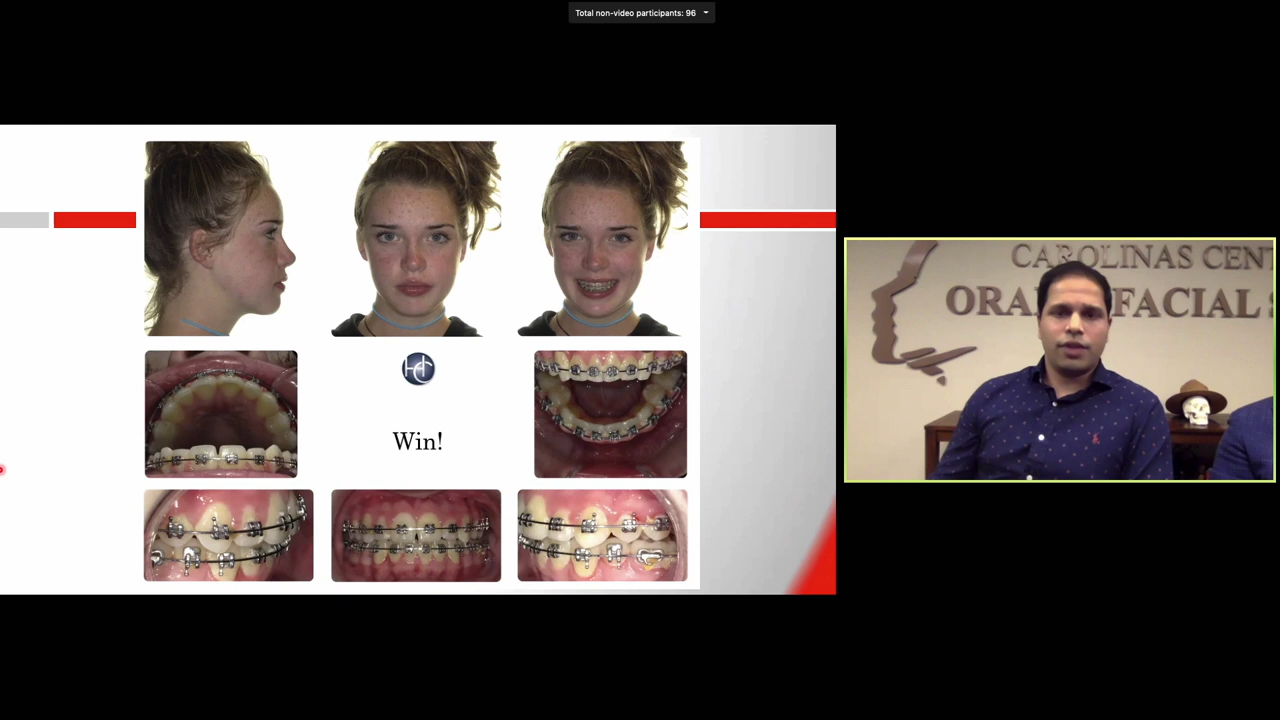 Total non-video participants: 96
Win!
CAROLINAS CENT
ORAL FACIAL S